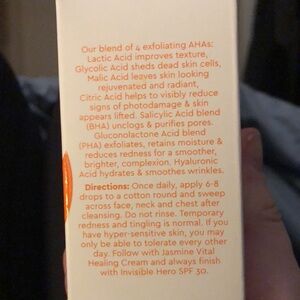 Our blend of 4 exfoliating AHAs:
Lactic Acid improves texture,
Glycolic Acid sheds dead skin cells,
Malic Acid leaves skin looking
rejuvenated and radiant,
Citric Acid helps to visibly reduce
signs of photodamage & skin
appears lifted. Salicylic Acid blend
(BHA) unclogs & purifies pores.
Gluconolactone Acid blend
(PHA) exfoliates, retains moisture &
reduces redness for a smoother,
brighter, complexion. Hyaluronic
Acid hydrates & smoothes wrinkles.
Directions: Once daily, apply 6-8
drops to a cotton round and sweep
across face, neck and chest after
cleansing. Do not rinse. Temporary
redness and tingling is normal. If you
have hyper-sensitive skin, you may
only be able to tolerate every other
day. Follow with Jasmine Vital
Healing Cream and always finish
with Invisible Hero SPF 30.